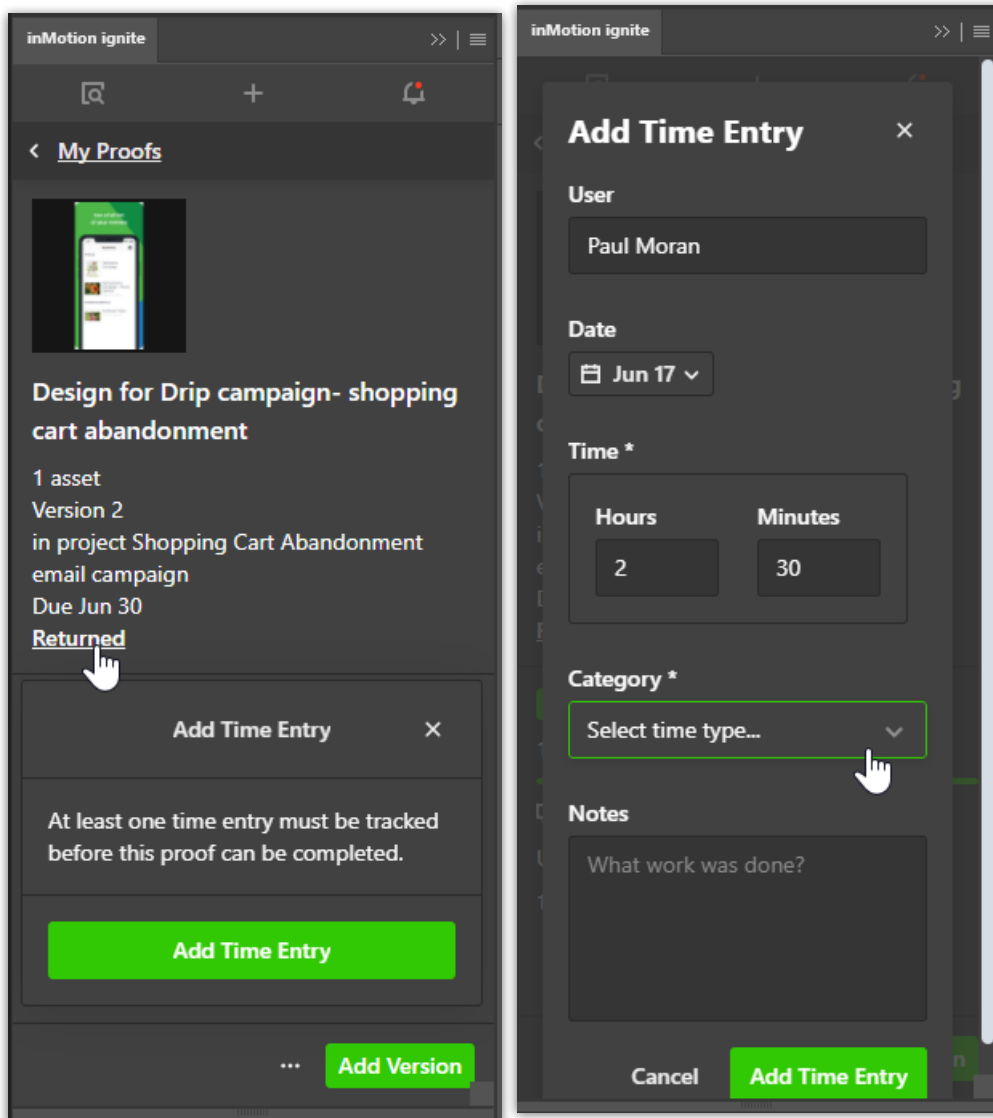 inMotion ignite
My Proofs
Design for Drip campaign- shopping
cart abandonment
1 asset
Version 2
in project Shopping Cart Abandonment
email campaign
Due Jun 30
Returned
Add Time Entry
At least one time entry must be tracked
before this proof can be completed.
Add Time Entry
Add Version
inMotion ignite
Add Time Entry
User
Paul Moran
Date
Jun 17
Time *
Hours
Minutes
2
30
Category *
Select time type...
Notes
What work was done?
Cancel
Add Time Entry